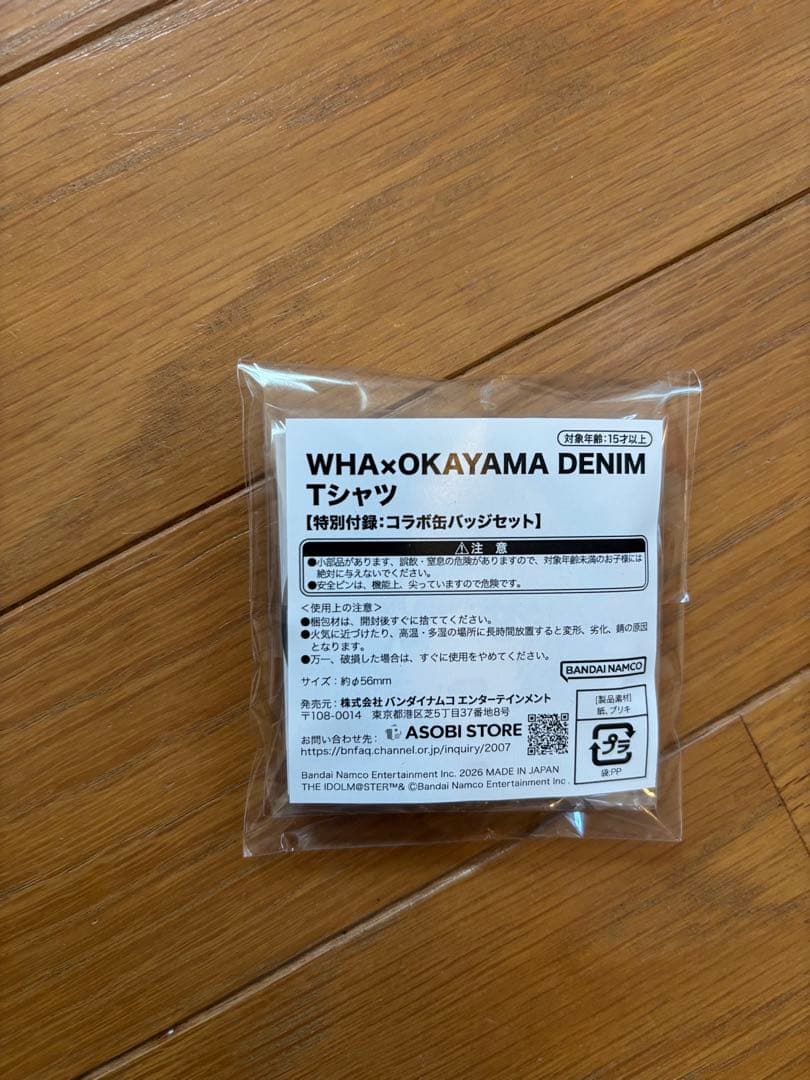 対象年齢:15才以上
WHA×OKAYAMA DENIM
Tシャツ
【特別付録:コラボ缶バッジセット】
⚠注 意
●小部品があります、誤飲・窒息の危険がありますので、対象年齢未満のお子様には
絶対に与えないでください。
●安全ピンは、機能上、尖っていますので危険です。
<使用上の注意>
●梱包材は、開封後すぐに捨ててください。
●火気に近づけたり、高温・多湿の場所に長時間放置すると変形、劣化、錆の原因
となります。
●万一、破損した場合は、すぐに使用をやめてください。
サイズ:約φ56mm
BANDAI NAMCO
発売元:株式会社 バンダイナムコ エンターテインメント
〒108-0014 東京都港区芝5丁目37番地8号
お問い合わせ先: ASOBI STORE
https://bnfaq.channel.or.jp/inquiry/2007
[製品素材]
紙、ブリキ
プラ
袋:PP
Bandai Namco Entertainment Inc. 2026 MADE IN JAPAN
THE IDOLM@STER™& ©Bandai Namco Entertainment Inc.